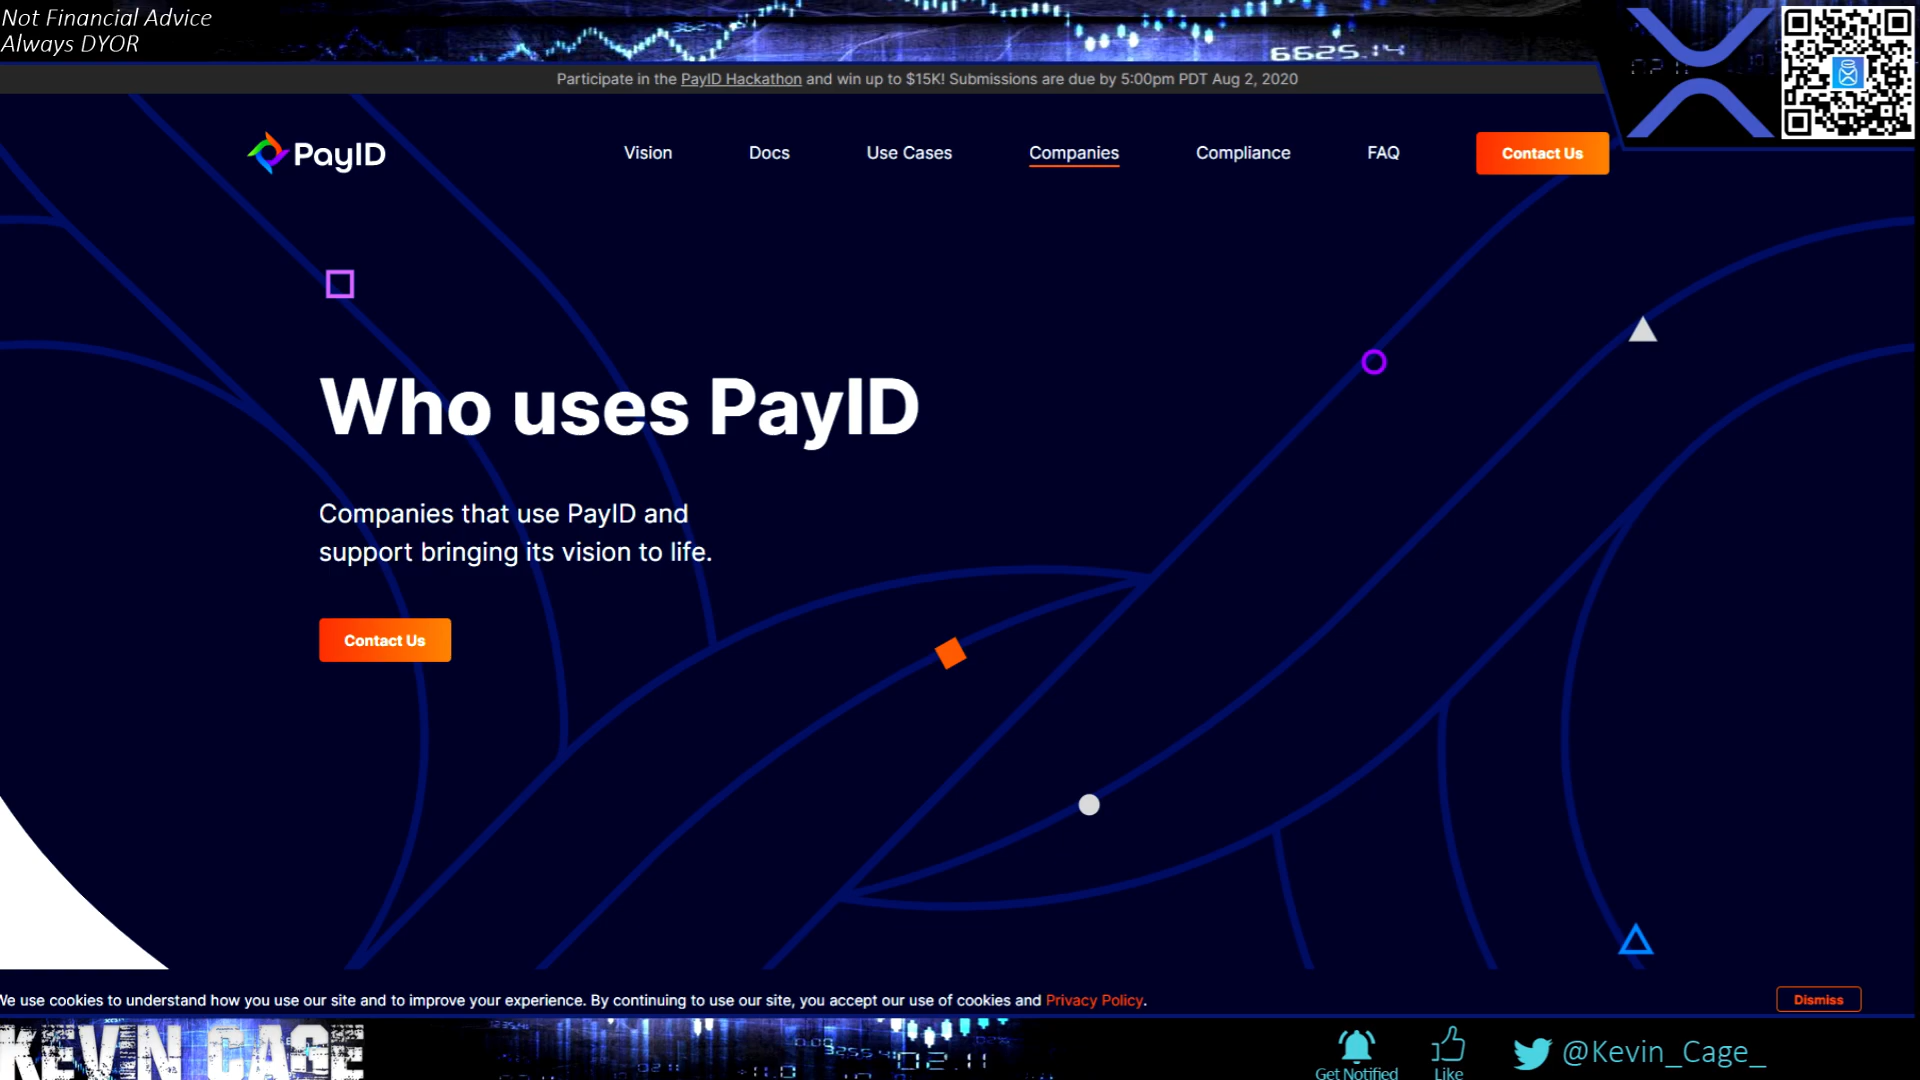 Not Financial Advice
Always DYOR
6625.14
Participate in the PayID Hackathon and win up to $15K! Submissions are due by 5:00pm PDT Aug 2, 2020
PayID
Vision
Docs
Use Cases
Companies
Compliance
FAQ
Contact Us
Who uses PayID
Companies that use PayID and
support bringing its vision to life.
Contact Us
We use cookies to understand how you use our site and to improve your experience. By continuing to use our site, you accept our use of cookies and Privacy Policy.
Dismiss
KEVIN CAGE
Get Notified
Like
@Kevin_Cage_